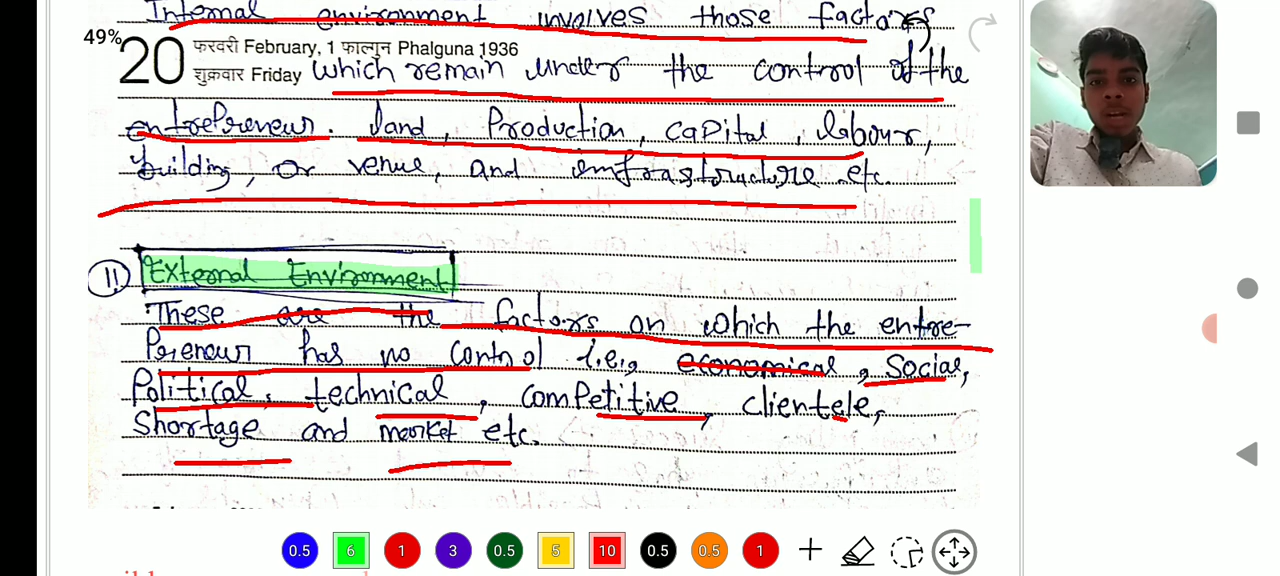 Internal environment involves those factors
49%
20 फरवरी February, 1 फाल्गुन Phalguna 1936
शुक्रवार Friday which remain under the control of the
entrepreneur. land, Production, capital, labour,
building, or venue, and imfrastructure etc.
11 External Environment
These are the factors on which the entre-
Preneur has no control i.e., economical, Social,
Political, technical, competitive, clientele,
Shortage and market etc.
0.5 6 1 3 0.5 5 10 0.5 0.5 1